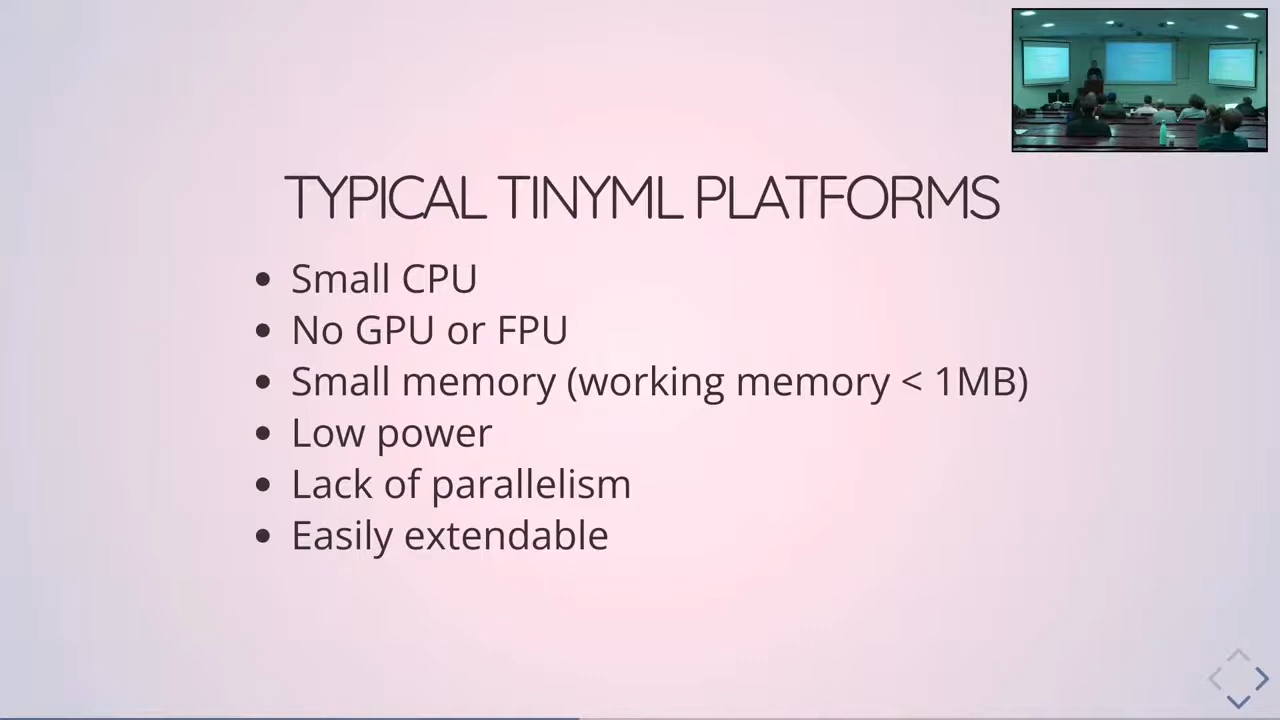 TYPICAL TINYML PLATFORMS
Small CPU
No GPU or FPU
Small memory (working memory < 1MB)
Low power
Lack of parallelism
Easily extendable